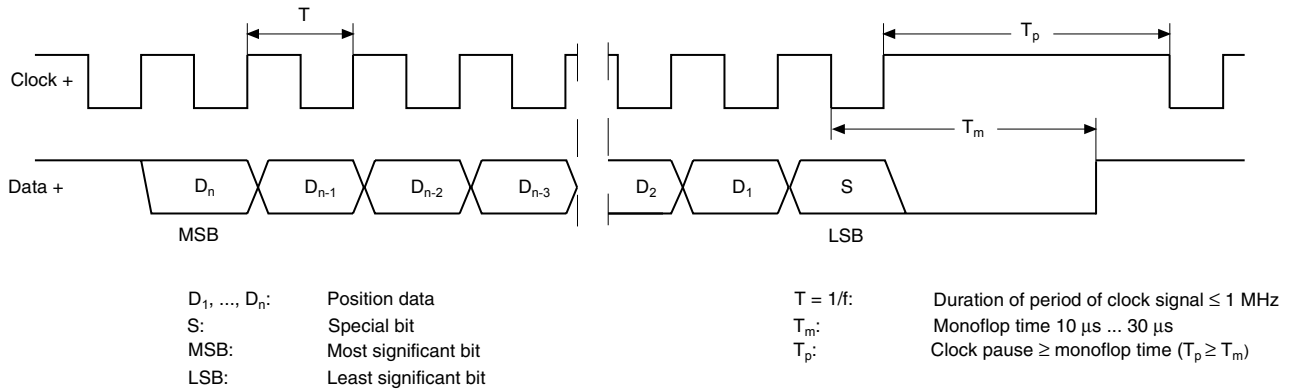 T
Tₚ
Clock +
Tₘ
Data +
Dₙ Dₙ₋₁ Dₙ₋₂ Dₙ₋₃ D₂ D₁ S
MSB LSB
D₁, ..., Dₙ: Position data
S: Special bit
MSB: Most significant bit
LSB: Least significant bit
T = 1/f: Duration of period of clock signal ≤ 1 MHz
Tₘ: Monoflop time 10 μs ... 30 μs
Tₚ: Clock pause ≥ monoflop time (Tₚ ≥ Tₘ)